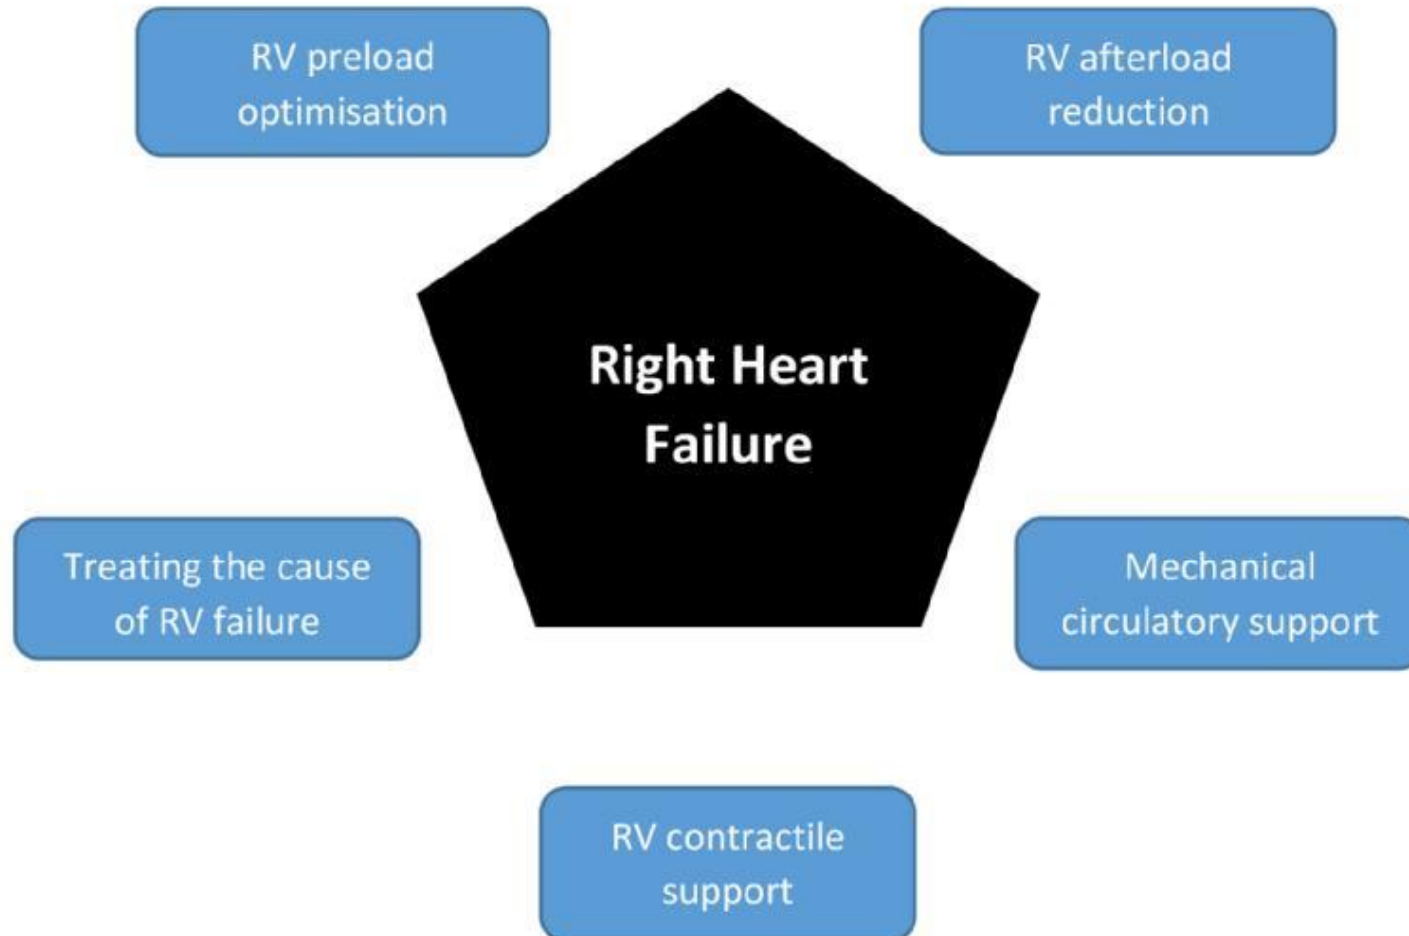 RV preload
optimisation
RV afterload
reduction
Right Heart
Failure
Treating the cause
of RV failure
Mechanical
circulatory support
RV contractile
support